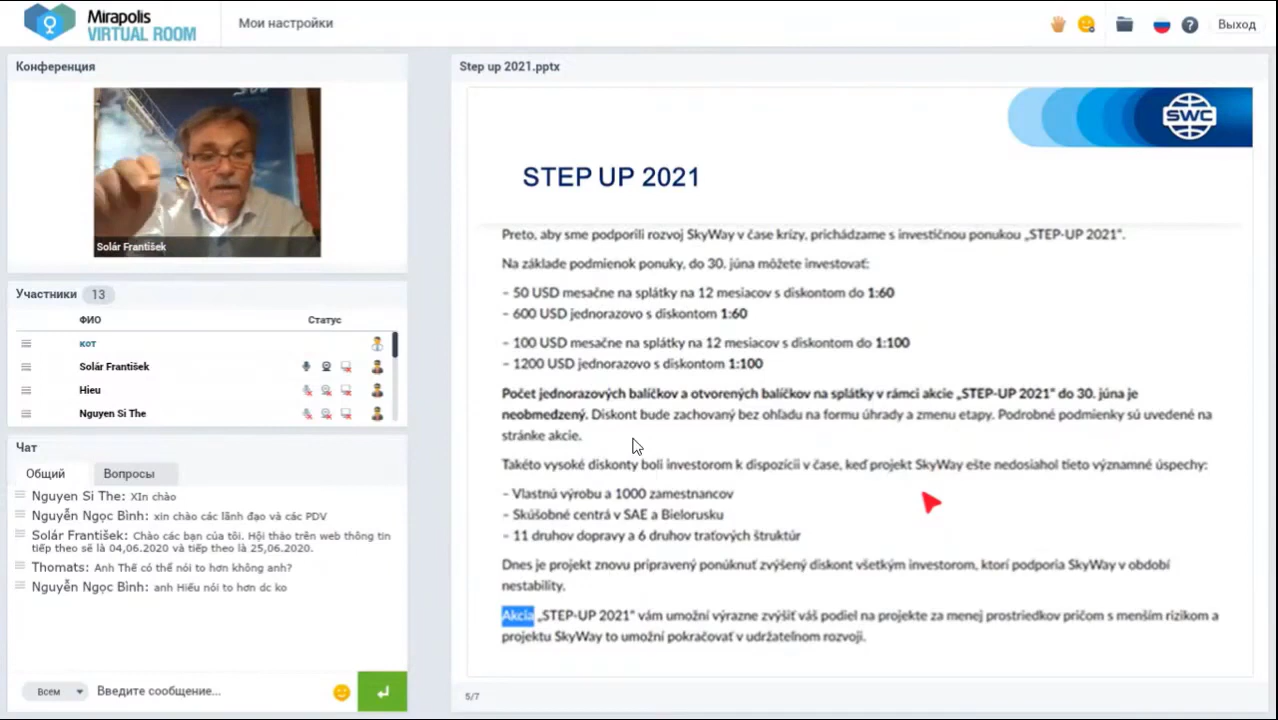 Mirapolis
VIRTUAL ROOM
Мои настройки
Выход
Конференция
Solár František
Участники 13
ФИО Статус
кот
Solár František
Hieu
Nguyen Si The
Чат
Общий Вопросы
Nguyen Si The: XIn chào
Nguyễn Ngọc Bình: xin chào các lãnh đạo và các PDV
Solár František: Chào các bạn của tôi. Hội thảo trên web thông tin
tiếp theo sẽ là 04,06.2020 và tiếp theo là 25,06.2020.
Thomats: Anh Thế có thể nói to hơn không anh?
Nguyễn Ngọc Bình: anh Hiếu nói to hơn dc ko
Всем Введите сообщение...
Step up 2021.pptx
SWC
STEP UP 2021
Preto, aby sme podporili rozvoj SkyWay v čase krízy, prichádzame s investičnou ponukou „STEP-UP 2021“.
Na základe podmienok ponuky, do 30. júna môžete investovať:
– 50 USD mesačne na splátky na 12 mesiacov s diskontom do 1:60
– 600 USD jednorazovo s diskontom 1:60
– 100 USD mesačne na splátky na 12 mesiacov s diskontom do 1:100
– 1200 USD jednorazovo s diskontom 1:100
Počet jednorazových balíčkov a otvorených balíčkov na splátky v rámci akcie „STEP-UP 2021“ do 30. júna je
neobmedzený. Diskont bude zachovaný bez ohľadu na formu úhrady a zmenu etapy. Podrobné podmienky sú uvedené na
stránke akcie.
Takéto vysoké diskonty boli investorom k dispozícii v čase, keď projekt SkyWay ešte nedosiahol tieto významné úspechy:
– Vlastnú výrobu a 1000 zamestnancov
– Skúšobné centrá v SAE a Bielorusku
– 11 druhov dopravy a 6 druhov traťových štruktúr
Dnes je projekt znovu pripravený ponúknuť zvýšený diskont všetkým investorom, ktorí podporia SkyWay v období
nestability.
Akcia „STEP-UP 2021“ vám umožní výrazne zvýšiť váš podiel na projekte za menej prostriedkov pričom s menším rizikom a
projektu SkyWay to umožní pokračovať v udržateľnom rozvoji.
5/7